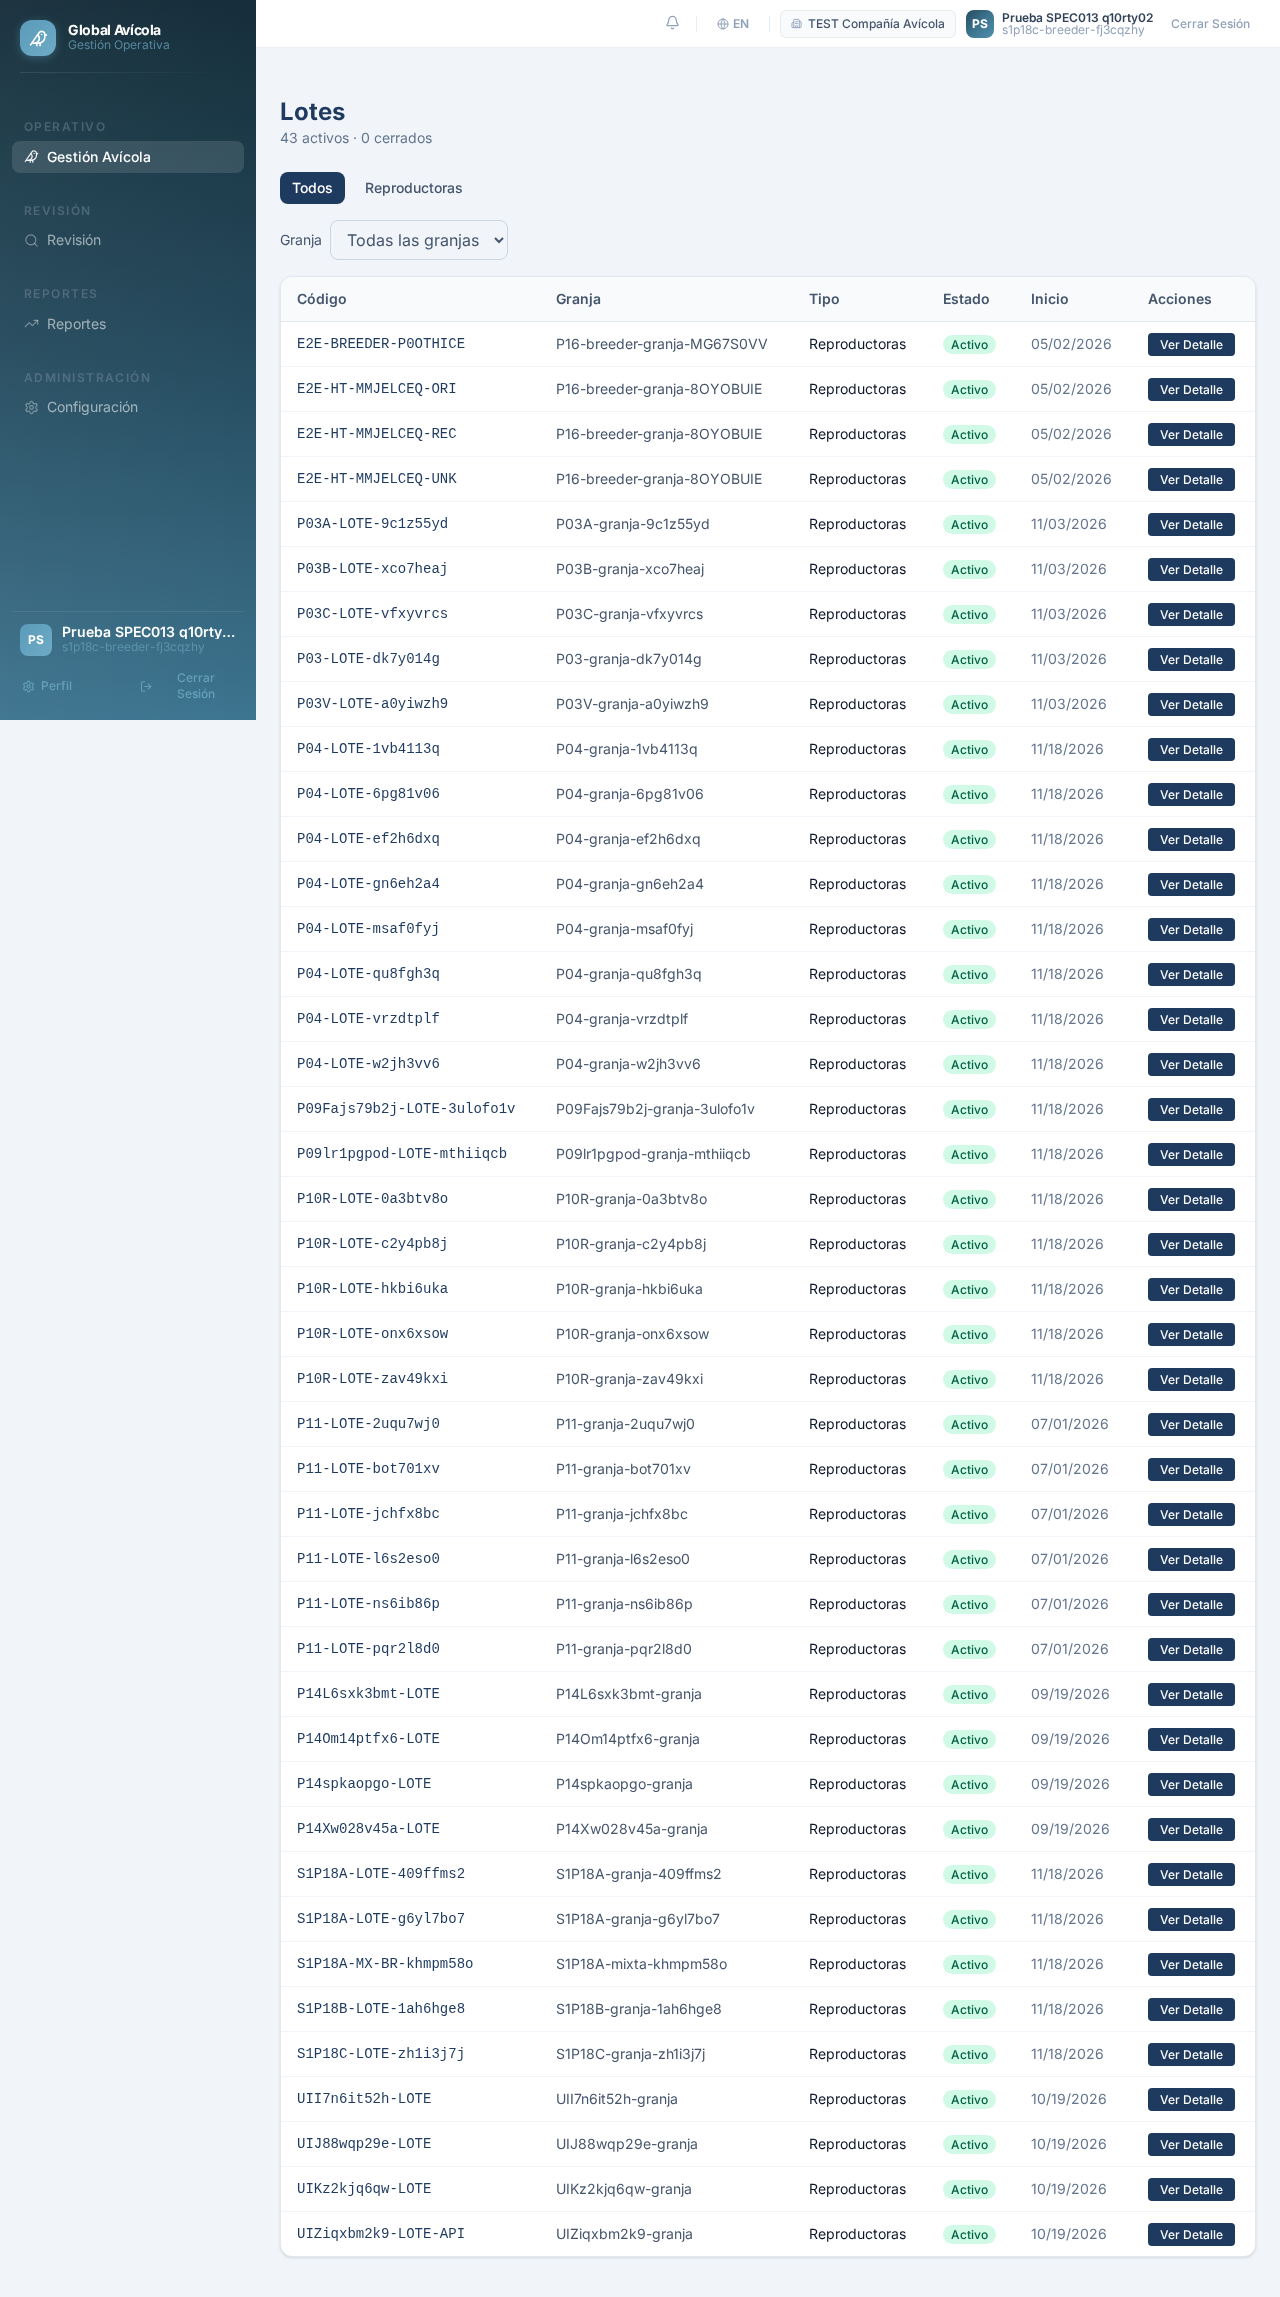 Global Avícola
Gestión Operativa
OPERATIVO
Gestión Avícola
REVISIÓN
Revisión
REPORTES
Reportes
ADMINISTRACIÓN
Configuración
PS
Prueba SPEC013 q10rty...
s1p18c-breeder-fj3cqzhy
Perfil
Cerrar
Sesión
EN
TEST Compañía Avícola
PS
Prueba SPEC013 q10rty02
s1p18c-breeder-fj3cqzhy
Cerrar Sesión
Lotes
43 activos · 0 cerrados
Todos Reproductoras
Granja Todas las granjas
Código Granja Tipo Estado Inicio Acciones
E2E-BREEDER-P0OTHICE P16-breeder-granja-MG67S0VV Reproductoras Activo 05/02/2026 Ver Detalle
E2E-HT-MMJELCEQ-ORI P16-breeder-granja-8OYOBUIE Reproductoras Activo 05/02/2026 Ver Detalle
E2E-HT-MMJELCEQ-REC P16-breeder-granja-8OYOBUIE Reproductoras Activo 05/02/2026 Ver Detalle
E2E-HT-MMJELCEQ-UNK P16-breeder-granja-8OYOBUIE Reproductoras Activo 05/02/2026 Ver Detalle
P03A-LOTE-9c1z55yd P03A-granja-9c1z55yd Reproductoras Activo 11/03/2026 Ver Detalle
P03B-LOTE-xco7heaj P03B-granja-xco7heaj Reproductoras Activo 11/03/2026 Ver Detalle
P03C-LOTE-vfxyvrcs P03C-granja-vfxyvrcs Reproductoras Activo 11/03/2026 Ver Detalle
P03-LOTE-dk7y014g P03-granja-dk7y014g Reproductoras Activo 11/03/2026 Ver Detalle
P03V-LOTE-a0yiwzh9 P03V-granja-a0yiwzh9 Reproductoras Activo 11/03/2026 Ver Detalle
P04-LOTE-1vb4113q P04-granja-1vb4113q Reproductoras Activo 11/18/2026 Ver Detalle
P04-LOTE-6pg81v06 P04-granja-6pg81v06 Reproductoras Activo 11/18/2026 Ver Detalle
P04-LOTE-ef2h6dxq P04-granja-ef2h6dxq Reproductoras Activo 11/18/2026 Ver Detalle
P04-LOTE-gn6eh2a4 P04-granja-gn6eh2a4 Reproductoras Activo 11/18/2026 Ver Detalle
P04-LOTE-msaf0fyj P04-granja-msaf0fyj Reproductoras Activo 11/18/2026 Ver Detalle
P04-LOTE-qu8fgh3q P04-granja-qu8fgh3q Reproductoras Activo 11/18/2026 Ver Detalle
P04-LOTE-vrzdtplf P04-granja-vrzdtplf Reproductoras Activo 11/18/2026 Ver Detalle
P04-LOTE-w2jh3vv6 P04-granja-w2jh3vv6 Reproductoras Activo 11/18/2026 Ver Detalle
P09Fajs79b2j-LOTE-3ulofo1v P09Fajs79b2j-granja-3ulofo1v Reproductoras Activo 11/18/2026 Ver Detalle
P09lr1pgpod-LOTE-mthiiqcb P09lr1pgpod-granja-mthiiqcb Reproductoras Activo 11/18/2026 Ver Detalle
P10R-LOTE-0a3btv8o P10R-granja-0a3btv8o Reproductoras Activo 11/18/2026 Ver Detalle
P10R-LOTE-c2y4pb8j P10R-granja-c2y4pb8j Reproductoras Activo 11/18/2026 Ver Detalle
P10R-LOTE-hkbi6uka P10R-granja-hkbi6uka Reproductoras Activo 11/18/2026 Ver Detalle
P10R-LOTE-onx6xsow P10R-granja-onx6xsow Reproductoras Activo 11/18/2026 Ver Detalle
P10R-LOTE-zav49kxi P10R-granja-zav49kxi Reproductoras Activo 11/18/2026 Ver Detalle
P11-LOTE-2uqu7wj0 P11-granja-2uqu7wj0 Reproductoras Activo 07/01/2026 Ver Detalle
P11-LOTE-bot701xv P11-granja-bot701xv Reproductoras Activo 07/01/2026 Ver Detalle
P11-LOTE-jchfx8bc P11-granja-jchfx8bc Reproductoras Activo 07/01/2026 Ver Detalle
P11-LOTE-l6s2eso0 P11-granja-l6s2eso0 Reproductoras Activo 07/01/2026 Ver Detalle
P11-LOTE-ns6ib86p P11-granja-ns6ib86p Reproductoras Activo 07/01/2026 Ver Detalle
P11-LOTE-pqr2l8d0 P11-granja-pqr2l8d0 Reproductoras Activo 07/01/2026 Ver Detalle
P14L6sxk3bmt-LOTE P14L6sxk3bmt-granja Reproductoras Activo 09/19/2026 Ver Detalle
P14Om14ptfx6-LOTE P14Om14ptfx6-granja Reproductoras Activo 09/19/2026 Ver Detalle
P14spkaopgo-LOTE P14spkaopgo-granja Reproductoras Activo 09/19/2026 Ver Detalle
P14Xw028v45a-LOTE P14Xw028v45a-granja Reproductoras Activo 09/19/2026 Ver Detalle
S1P18A-LOTE-409ffms2 S1P18A-granja-409ffms2 Reproductoras Activo 11/18/2026 Ver Detalle
S1P18A-LOTE-g6yl7bo7 S1P18A-granja-g6yl7bo7 Reproductoras Activo 11/18/2026 Ver Detalle
S1P18A-MX-BR-khmpm58o S1P18A-mixta-khmpm58o Reproductoras Activo 11/18/2026 Ver Detalle
S1P18B-LOTE-1ah6hge8 S1P18B-granja-1ah6hge8 Reproductoras Activo 11/18/2026 Ver Detalle
S1P18C-LOTE-zh1i3j7j S1P18C-granja-zh1i3j7j Reproductoras Activo 11/18/2026 Ver Detalle
UII7n6it52h-LOTE UII7n6it52h-granja Reproductoras Activo 10/19/2026 Ver Detalle
UIJ88wqp29e-LOTE UIJ88wqp29e-granja Reproductoras Activo 10/19/2026 Ver Detalle
UIKz2kjq6qw-LOTE UIKz2kjq6qw-granja Reproductoras Activo 10/19/2026 Ver Detalle
UIZiqxbm2k9-LOTE-API UIZiqxbm2k9-granja Reproductoras Activo 10/19/2026 Ver Detalle